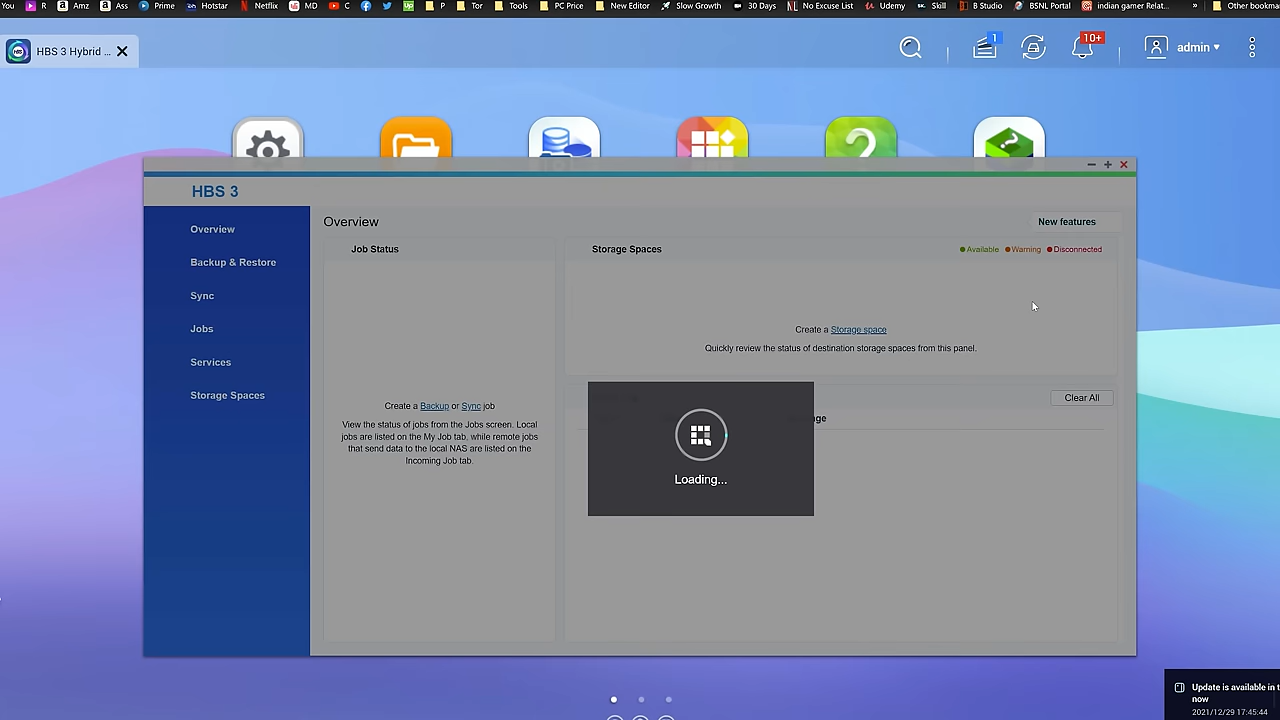 You R Amz Ass Prime Hotstar Netflix MD C P Tor Tools PC Price New Editor Slow Growth 30 Days No Excuse List Udemy Skill B Studio BSNL Portal indian gamer Relat... » Other bookmar
HBS 3 Hybrid ...
1
10+
admin
HBS 3
Overview
Backup & Restore
Sync
Jobs
Services
Storage Spaces
Overview
New features
Job Status
Create a Backup or Sync job
View the status of jobs from the Jobs screen. Local
jobs are listed on the My Job tab, while remote jobs
that send data to the local NAS are listed on the
Incoming Job tab.
Storage Spaces
Available Warning Disconnected
Create a Storage space
Quickly review the status of destination storage spaces from this panel.
Clear All
Loading...
Update is available in t
now
2021/12/29 17:45:44